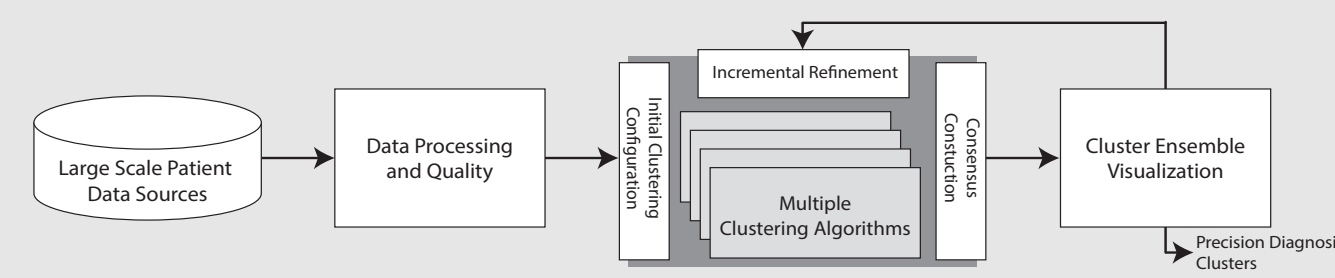 Large Scale Patient
Data Sources
Data Processing
and Quality
Initial Clustering
Configuration
Incremental Refinement
Multiple
Clustering Algorithms
Consensus
Constuction
Cluster Ensemble
Visualization
Precision Diagnosi
Clusters